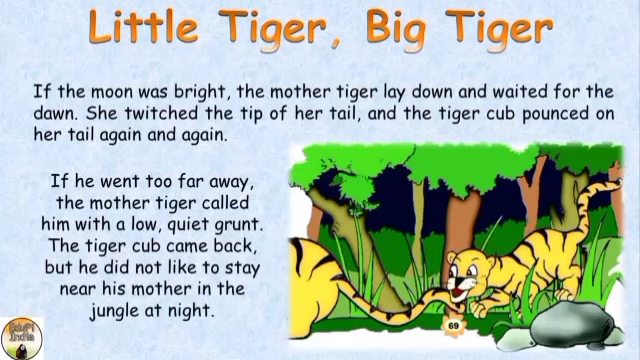 Little Tiger, Big Tiger
If the moon was bright, the mother tiger lay down and waited for the
dawn. She twitched the tip of her tail, and the tiger cub pounced on
her tail again and again.
If he went too far away,
the mother tiger called
him with a low, quiet grunt.
The tiger cub came back,
but he did not like to stay
near his mother in the
jungle at night.
69
EduFi
India